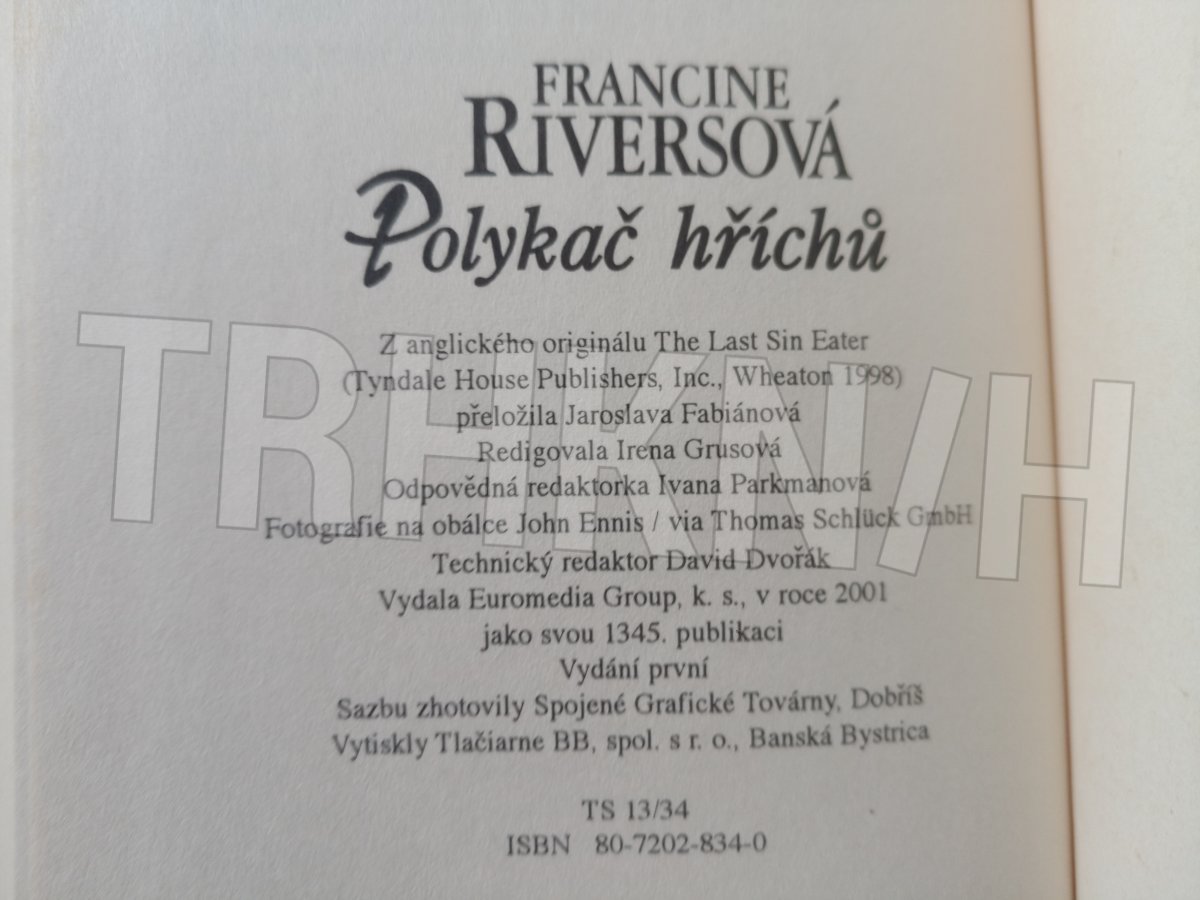 FRANCINE
RIVERSOVÁ
Polykač hříchů
Z anglického originálu The Last Sin Eater
(Tyndale House Publishers, Inc., Wheaton 1998)
přeložila Jaroslava Fabiánová
Redigovala Irena Grusová
Odpovědná redaktorka Ivana Parkmanová
Fotografie na obálce John Ennis / via Thomas Schlück GmbH
Technický redaktor David Dvořák
Vydala Euromedia Group, k. s., v roce 2001
jako svou 1345. publikaci
Vydání první
Sazbu zhotovily Spojené Grafické Továrny, Dobříš
Vytiskly Tlačiarne BB, spol. s r. o., Banská Bystrica
TS 13/34
ISBN 80-7202-834-0
TRHKN/H